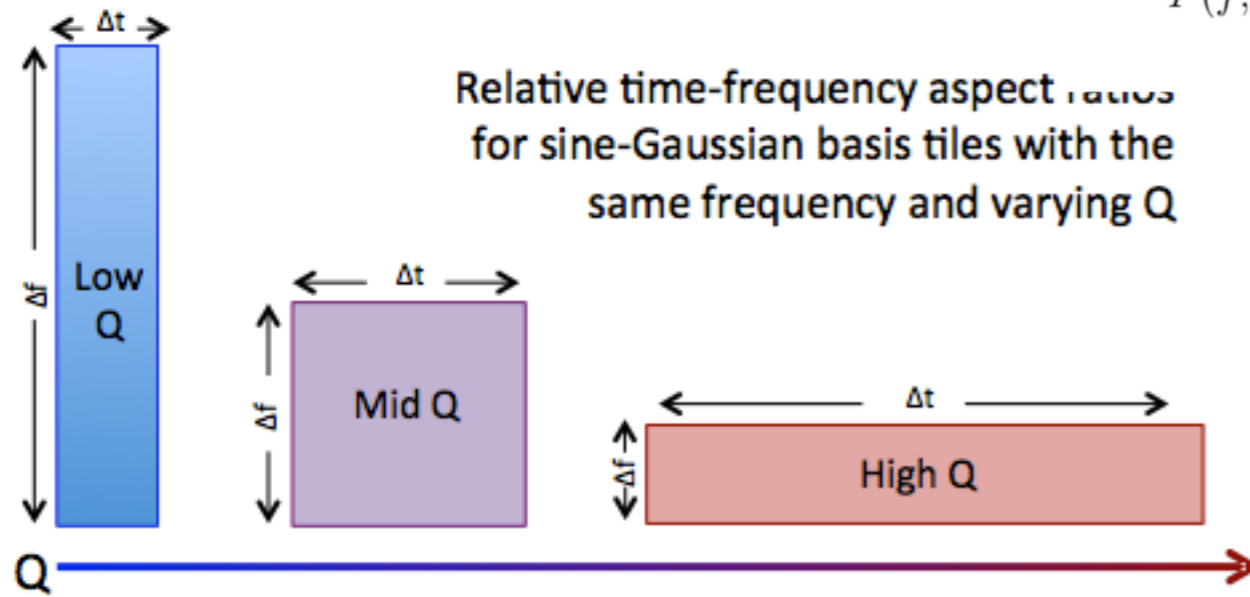 Δt
Relative time-frequency aspect
for sine-Gaussian basis tiles with the
same frequency and varying Q
Δf
Low
Q
Δt
Δf
Mid Q
Δt
Δf
High Q
Q